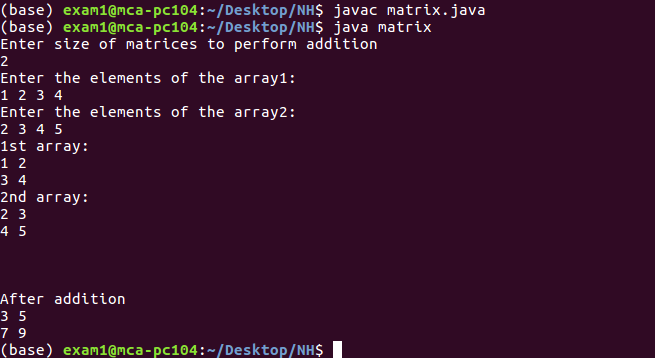 (base) exam1@mca-pc104:~/Desktop/NH$ javac matrix.java
(base) exam1@mca-pc104:~/Desktop/NH$ java matrix
Enter size of matrices to perform addition
2
Enter the elements of the array1:
1 2 3 4
Enter the elements of the array2:
2 3 4 5
1st array:
1 2
3 4
2nd array:
2 3
4 5
After addition
3 5
7 9
(base) exam1@mca-pc104:~/Desktop/NH$